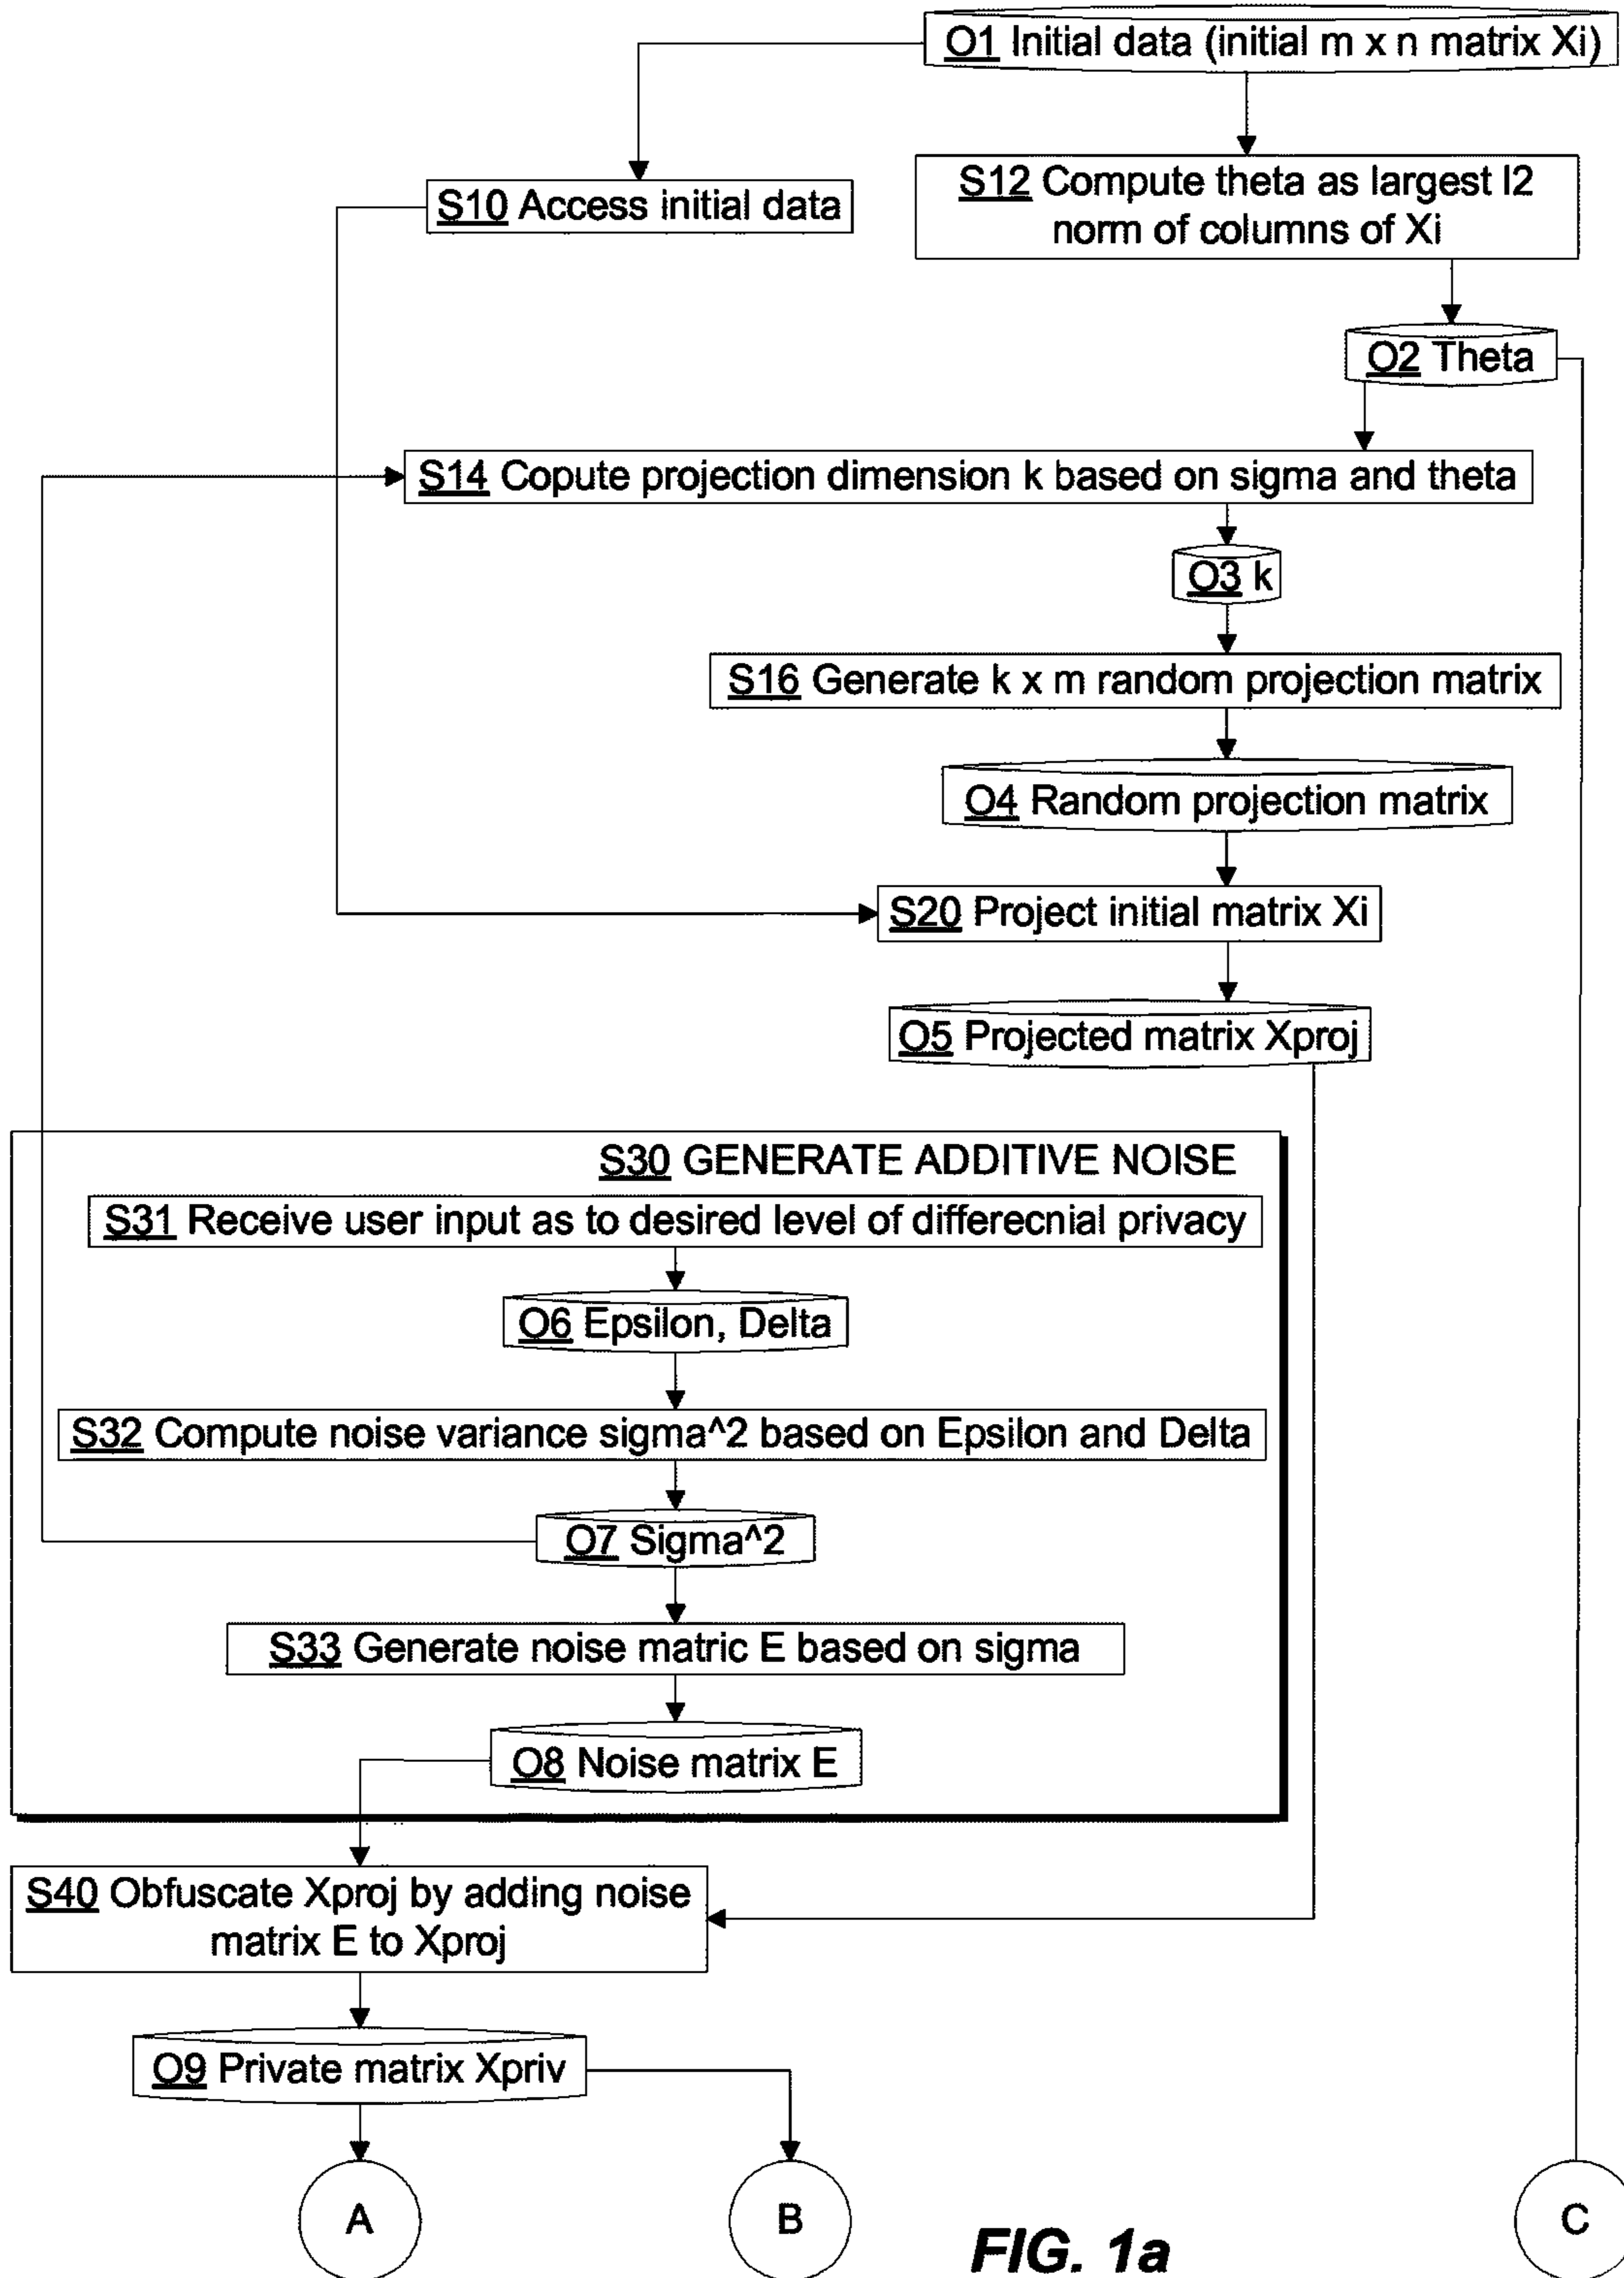 O1 Initial data (initial m x n matrix Xi)
S10 Access initial data
S12 Compute theta as largest l2
norm of columns of Xi
O2 Theta
S14 Copute projection dimension k based on sigma and theta
O3 k
S16 Generate k x m random projection matrix
O4 Random projection matrix
S20 Project initial matrix Xi
O5 Projected matrix Xproj
S30 GENERATE ADDITIVE NOISE
S31 Receive user input as to desired level of differecnial privacy
O6 Epsilon, Delta
S32 Compute noise variance sigma^2 based on Epsilon and Delta
O7 Sigma^2
S33 Generate noise matric E based on sigma
O8 Noise matrix E
S40 Obfuscate Xproj by adding noise
matrix E to Xproj
O9 Private matrix Xpriv
A
B
C
FIG. 1a